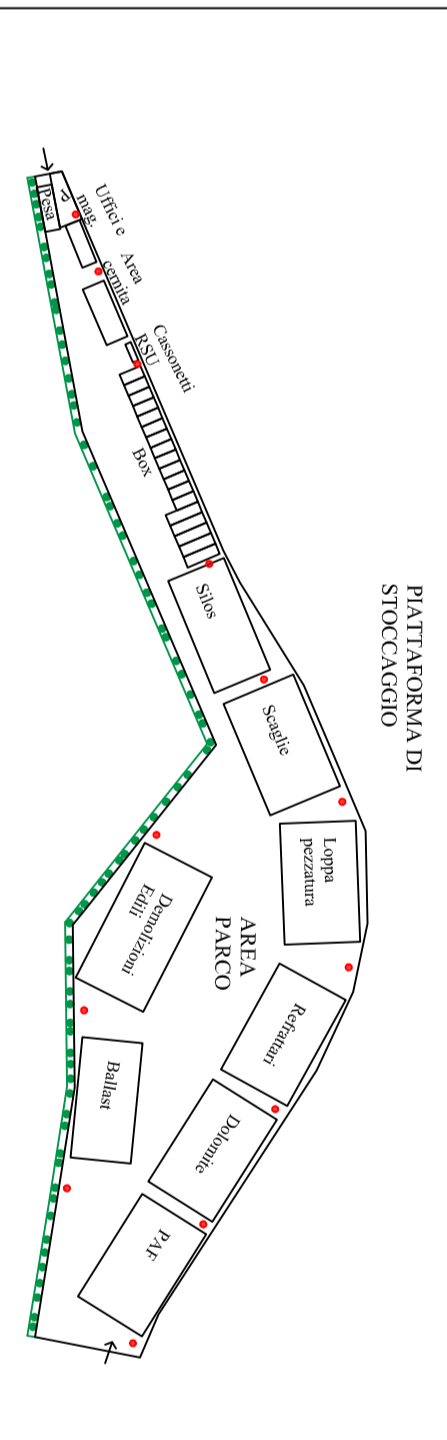 PIATTAFORMA DI
STOCCAGGIO
Pesa
P
Uffici e
mag.
Area
cernita
Cassonetti
RSU
Box
Silos
Scaglie
Loppa
pezzatura
AREA
PARCO
Demolizioni
Edili
Refrattari
Ballast
Dolomite
PAF